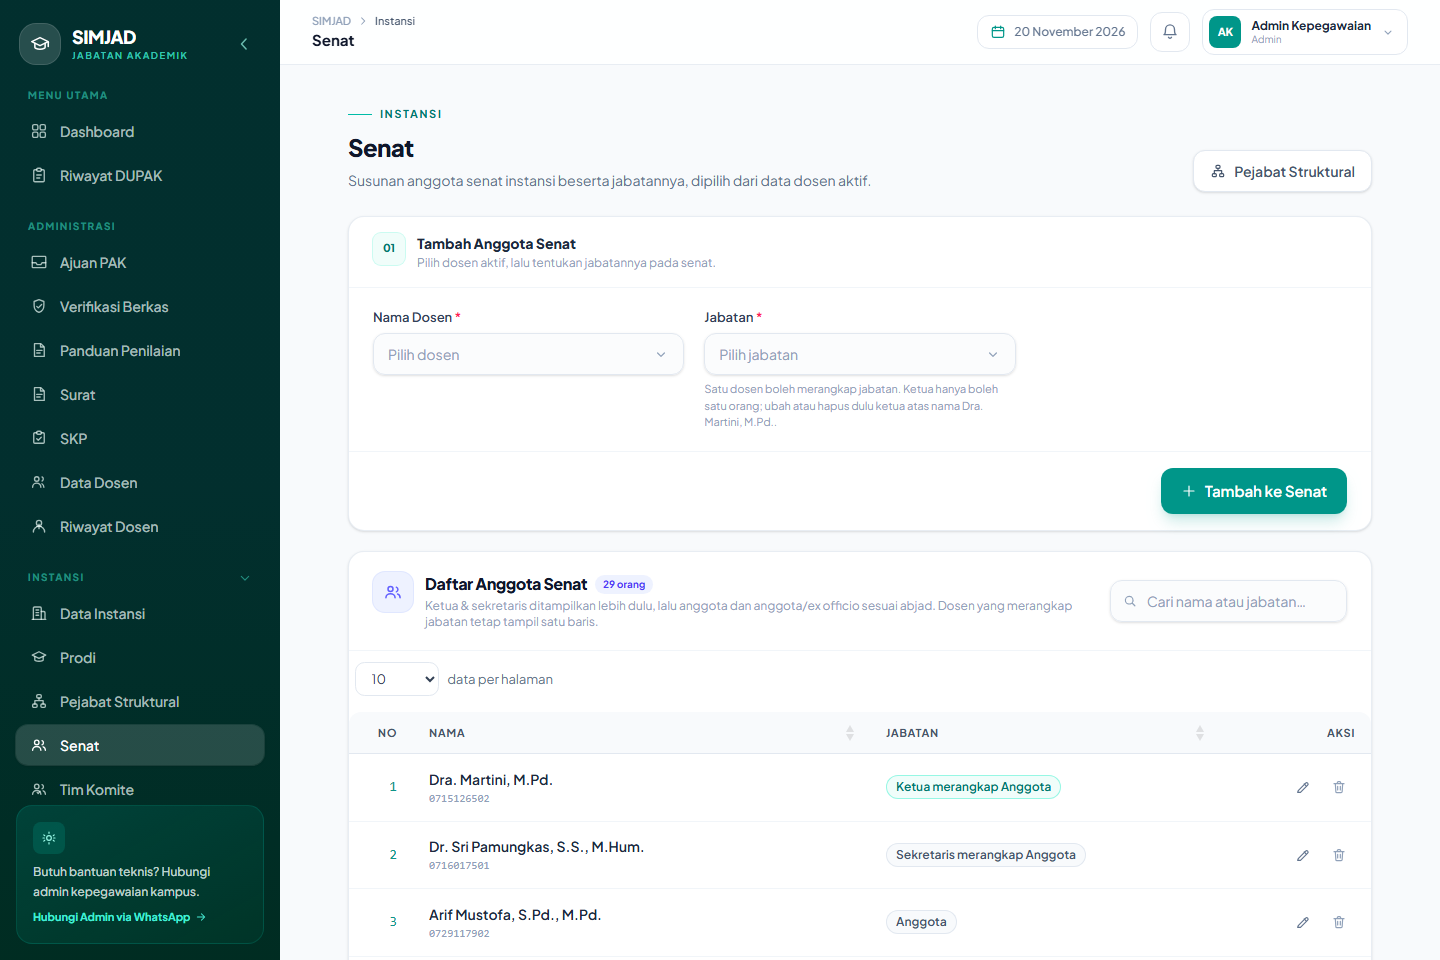 SIMJAD
JABATAN AKADEMIK
MENU UTAMA
Dashboard
Riwayat DUPAK
ADMINISTRASI
Ajuan PAK
Verifikasi Berkas
Panduan Penilaian
Surat
SKP
Data Dosen
Riwayat Dosen
INSTANSI
Data Instansi
Prodi
Pejabat Struktural
Senat
Tim Komite
Butuh bantuan teknis? Hubungi
admin kepegawaian kampus.
Hubungi Admin via WhatsApp →
SIMJAD > Instansi
Senat
20 November 2026
AK
Admin Kepegawaian
Admin
INSTANSI
Senat
Susunan anggota senat instansi beserta jabatannya, dipilih dari data dosen aktif.
Pejabat Struktural
01
Tambah Anggota Senat
Pilih dosen aktif, lalu tentukan jabatannya pada senat.
Nama Dosen *
Pilih dosen
Jabatan *
Pilih jabatan
Satu dosen boleh merangkap jabatan. Ketua hanya boleh
satu orang; ubah atau hapus dulu ketua atas nama Dra.
Martini, M.Pd..
+ Tambah ke Senat
Daftar Anggota Senat 29 orang
Ketua & sekretaris ditampilkan lebih dulu, lalu anggota dan anggota/ex officio sesuai abjad. Dosen yang merangkap
jabatan tetap tampil satu baris.
Cari nama atau jabatan...
10 data per halaman
NO NAMA JABATAN AKSI
1 Dra. Martini, M.Pd. Ketua merangkap Anggota
0715126502
2 Dr. Sri Pamungkas, S.S., M.Hum. Sekretaris merangkap Anggota
0716017501
3 Arif Mustofa, S.Pd., M.Pd. Anggota
0729117902